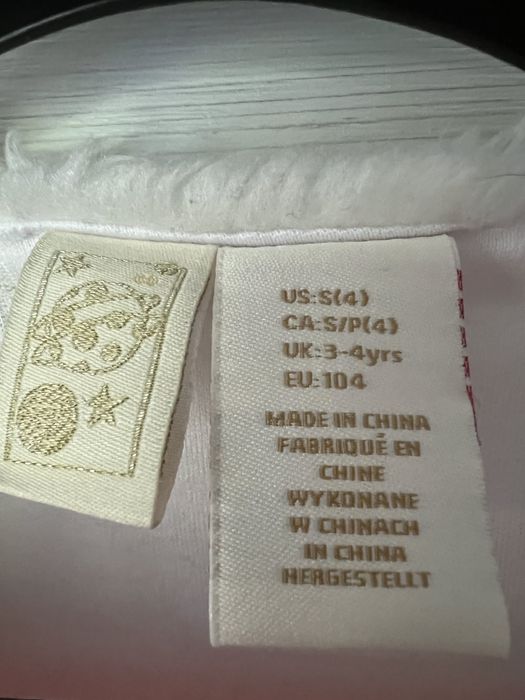 US:S(4)
CA:S/P(4)
UK:3-4yrs
EU:104
MADE IN CHINA
FABRIQUÉ EN
CHINE
WYKONANE
W CHINACH
IN CHINA
HERGESTELLT